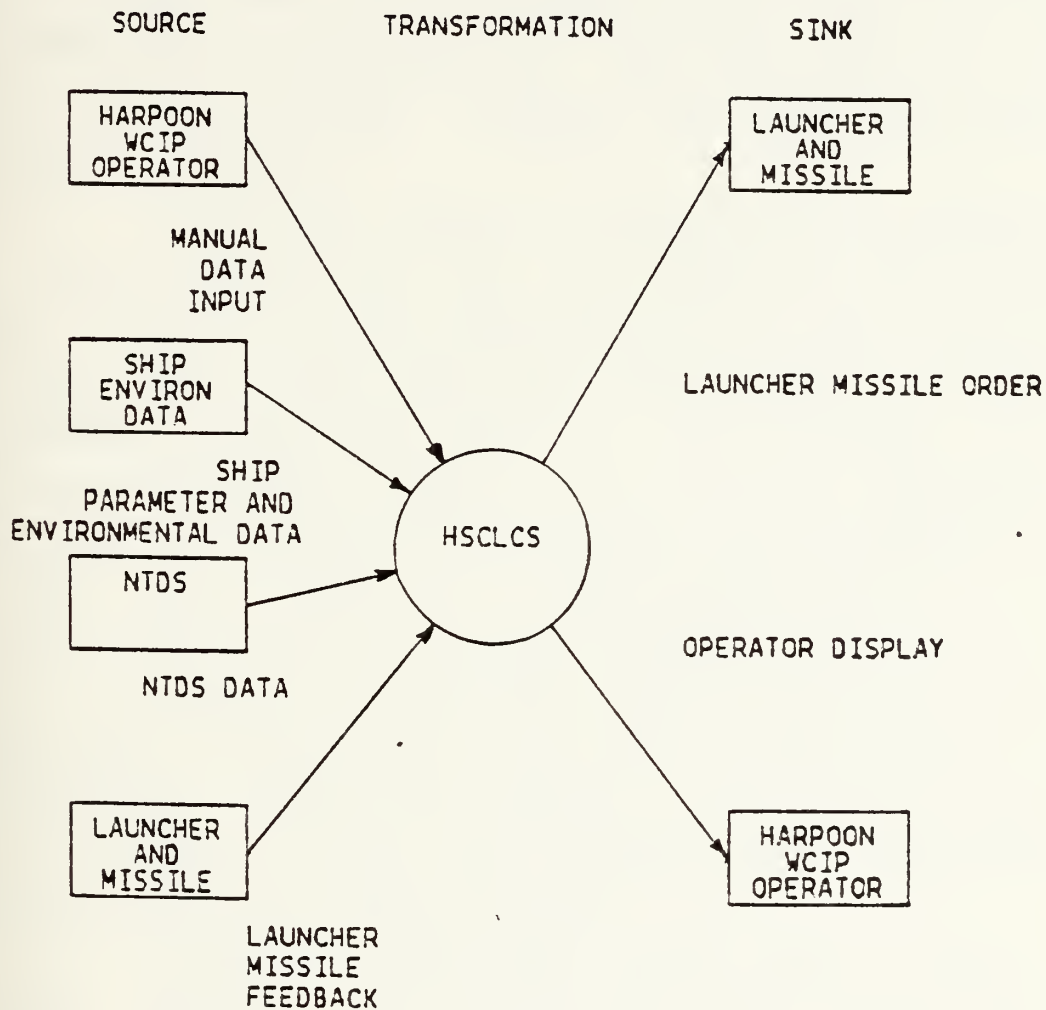 SOURCE TRANSFORMATION SINK
HARPOON
WCIP
OPERATOR
LAUNCHER
AND
MISSILE
MANUAL
DATA
INPUT
SHIP
ENVIRON
DATA
LAUNCHER MISSILE ORDER
SHIP
PARAMETER AND
ENVIRONMENTAL DATA
HSCLCS
NTDS
OPERATOR DISPLAY
NTDS DATA
LAUNCHER
AND
MISSILE
HARPOON
WCIP
OPERATOR
LAUNCHER
MISSILE
FEEDBACK